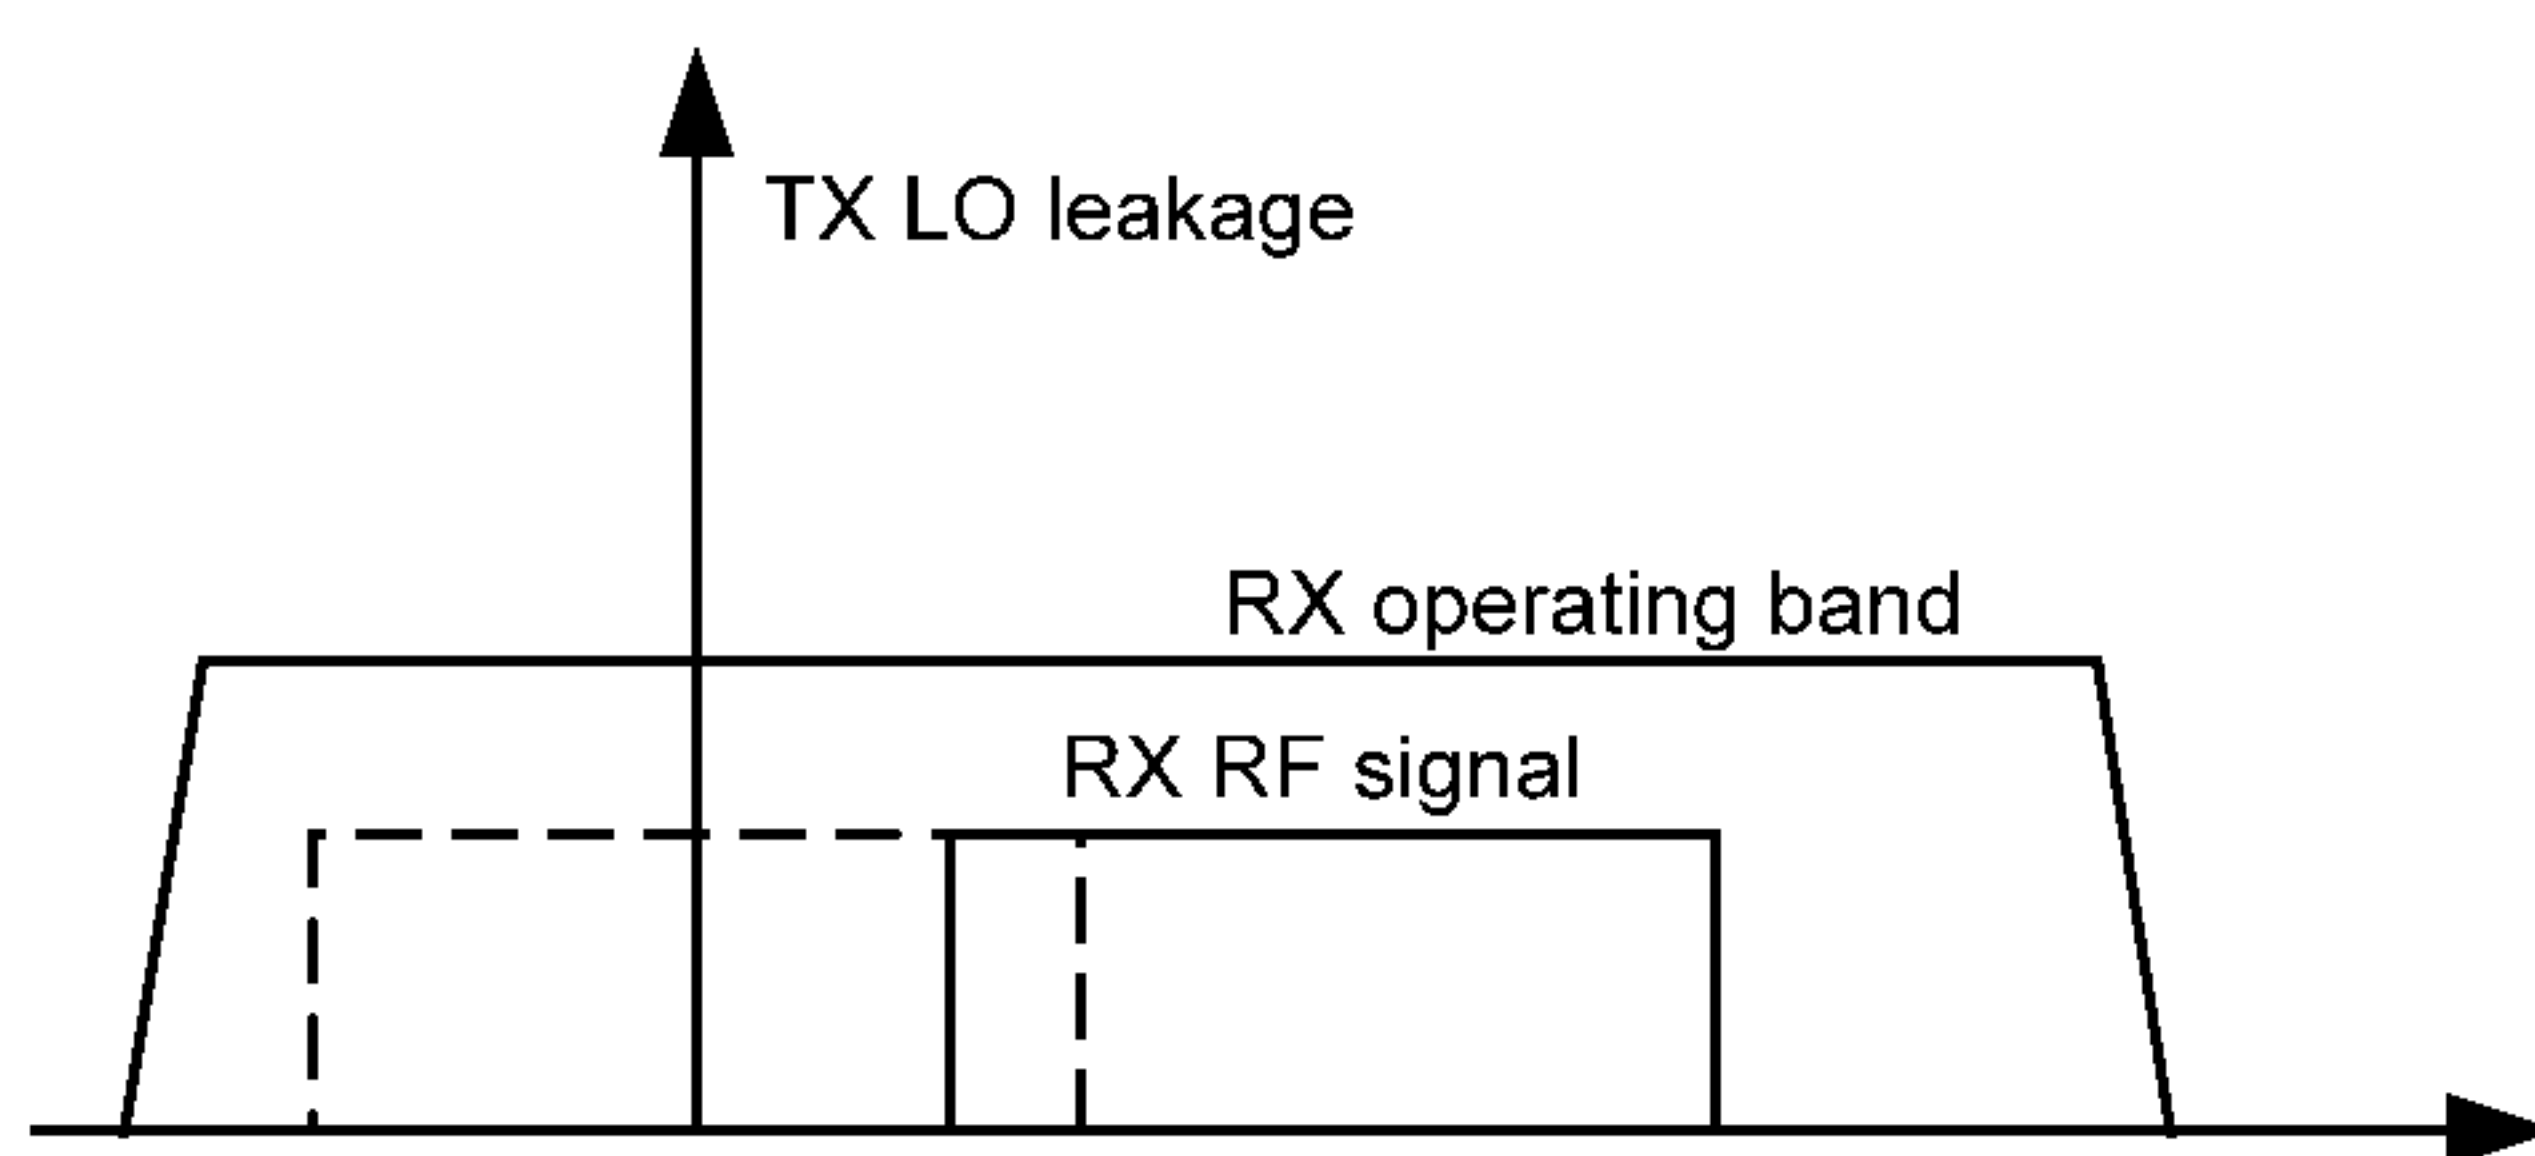 TX LO leakage
RX operating band
RX RF signal